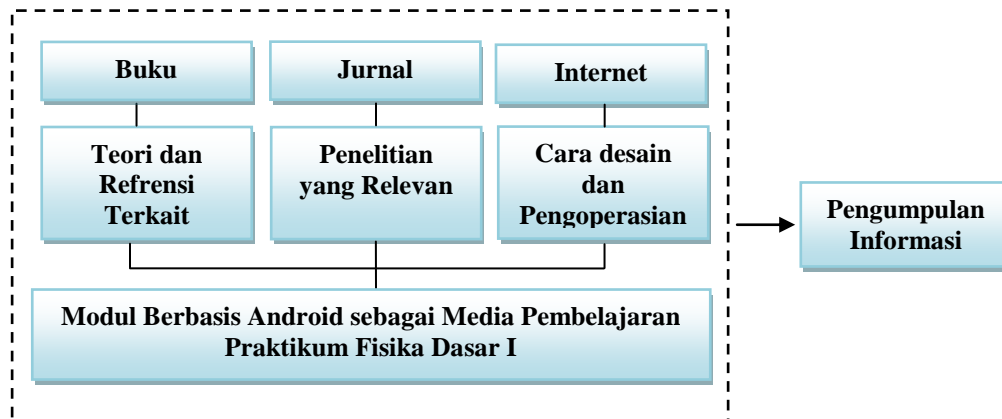 Buku
Jurnal
Internet
Teori dan
Refrensi
Terkait
Penelitian
yang Relevan
Cara desain
dan
Pengoperasian
Pengumpulan
Informasi
Modul Berbasis Android sebagai Media Pembelajaran
Praktikum Fisika Dasar I